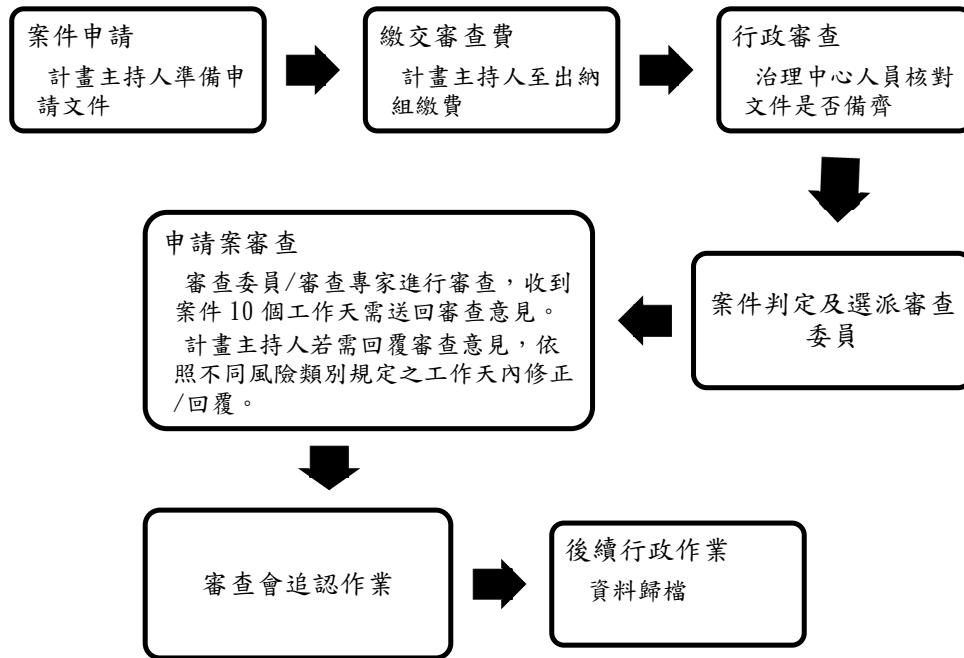 案件申請
計畫主持人準備申
請文件
繳交審查費
計畫主持人至出納
組繳費
行政審查
治理中心人員核對
文件是否備齊
案件判定及選派審查
委員
申請案審查
審查委員/審查專家進行審查，收到
案件 10 個工作天需送回審查意見。
計畫主持人若需回覆審查意見，依
照不同風險類別規定之工作天內修正
/回覆。
審查會追認作業
後續行政作業
資料歸檔